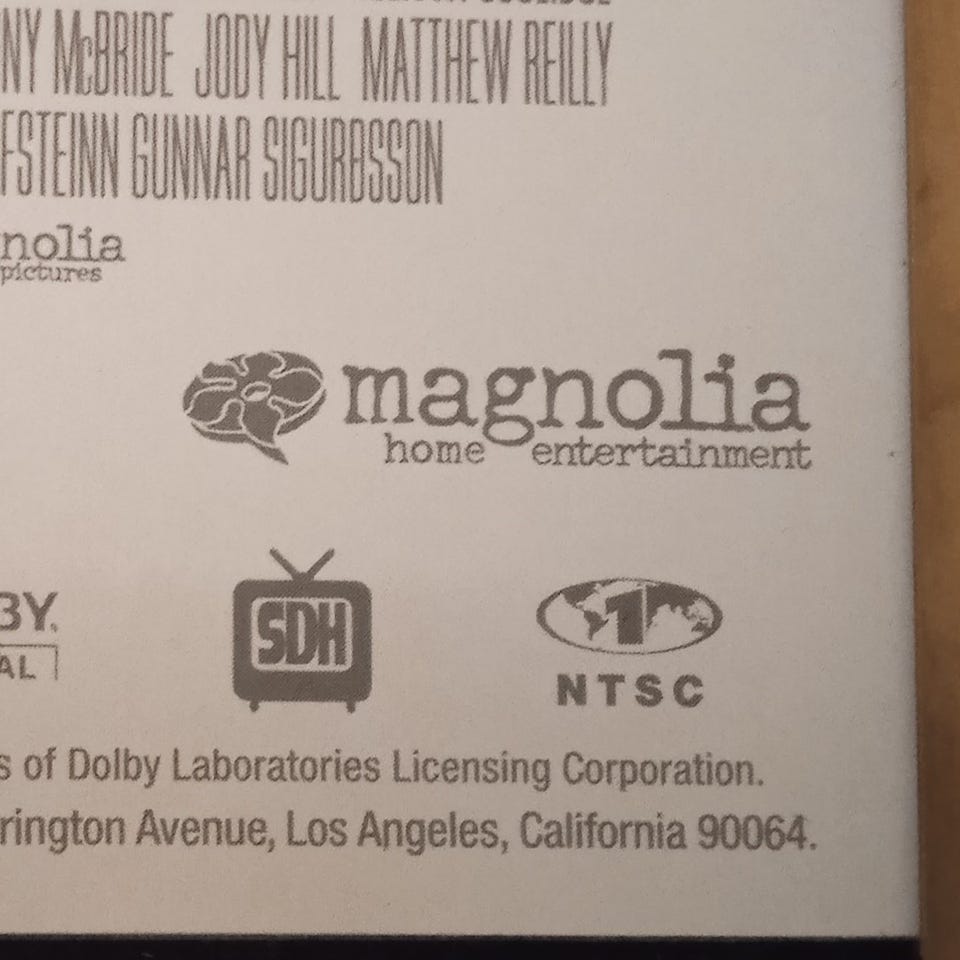 NY McBRIDE JODY HILL MATTHEW REILLY
FSTEINN GUNNAR SIGURÐSSON
nolia
pictures
magnolia
home entertainment
BY.
AL
SDH
1
NTSC
s of Dolby Laboratories Licensing Corporation.
rington Avenue, Los Angeles, California 90064.